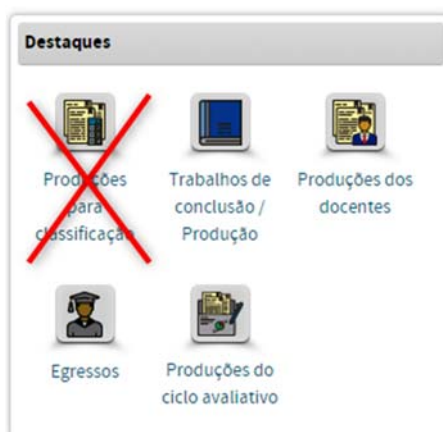 Destaques
Produções
para
classificação
Trabalhos de
conclusão /
Produção
Produções dos
docentes
Egressos
Produções do
ciclo avaliativo